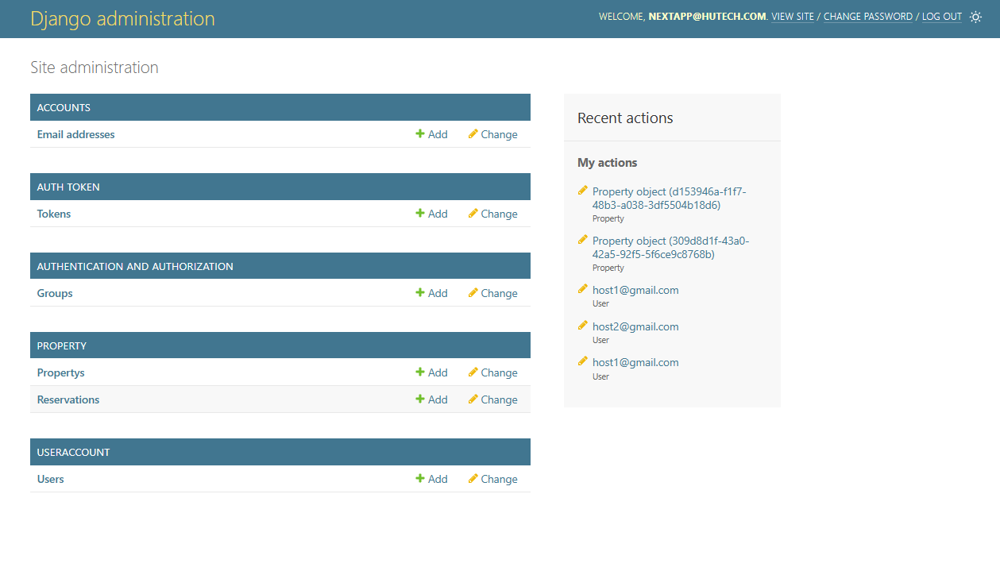 Django administration
WELCOME, NEXTAPP@HUTECH.COM. VIEW SITE / CHANGE PASSWORD / LOG OUT
Site administration
ACCOUNTS
Email addresses Add Change
AUTH TOKEN
Tokens Add Change
AUTHENTICATION AND AUTHORIZATION
Groups Add Change
PROPERTY
Propertys Add Change
Reservations Add Change
USERACCOUNT
Users Add Change
Recent actions
My actions
Property object (d153946a-f1f7-
48b3-a038-3df5504b18d6)
Property
Property object (309d8d1f-43a0-
42a5-92f5-5f6ce9c8768b)
Property
host1@gmail.com
User
host2@gmail.com
User
host1@gmail.com
User